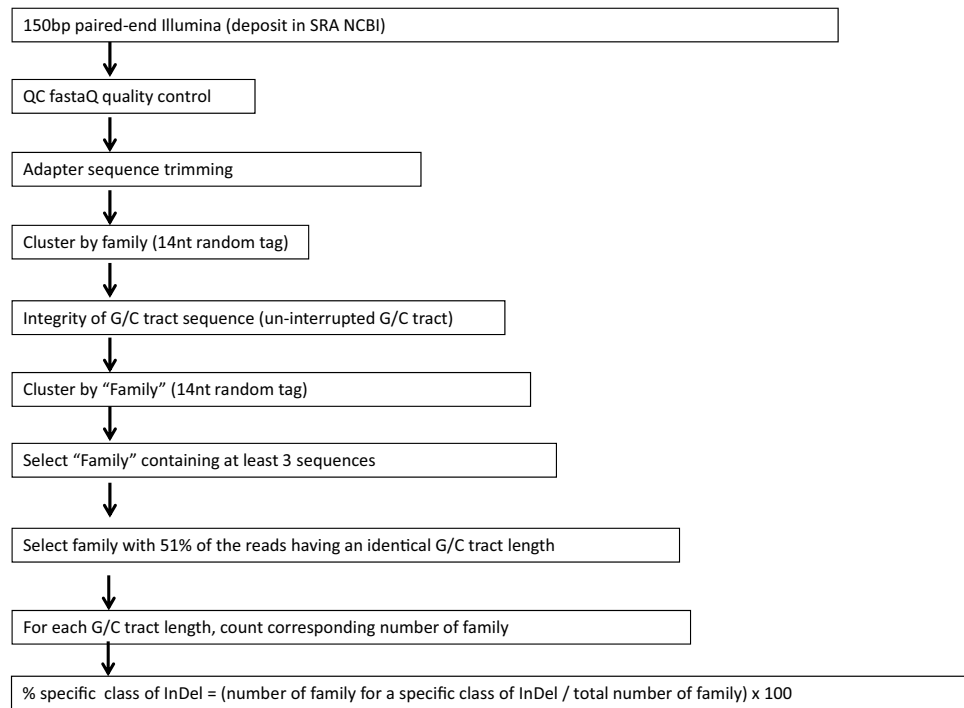 150bp paired-end Illumina (deposit in SRA NCBI)
QC fastaQ quality control
Adapter sequence trimming
Cluster by family (14nt random tag)
Integrity of G/C tract sequence (un-interrupted G/C tract)
Cluster by “Family” (14nt random tag)
Select “Family” containing at least 3 sequences
Select family with 51% of the reads having an identical G/C tract length
For each G/C tract length, count corresponding number of family
% specific class of InDel = (number of family for a specific class of InDel / total number of family) x 100